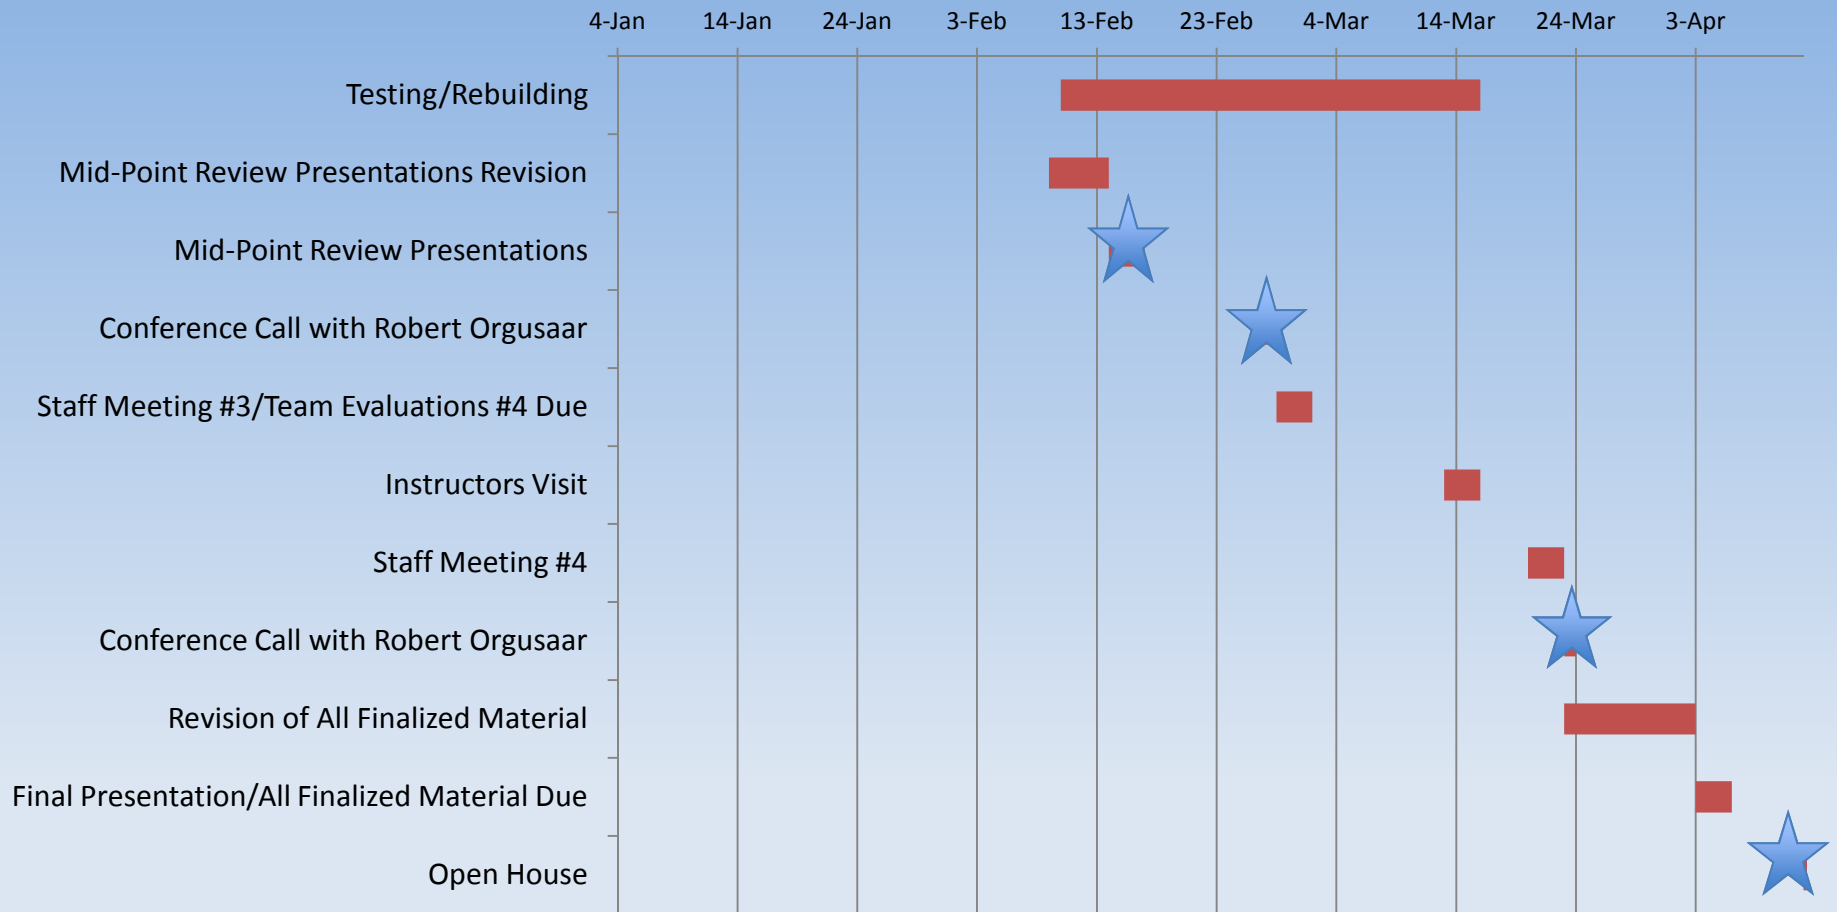 4-Jan 14-Jan 24-Jan 3-Feb 13-Feb 23-Feb 4-Mar 14-Mar 24-Mar 3-Apr
Testing/Rebuilding
Mid-Point Review Presentations Revision
Mid-Point Review Presentations
Conference Call with Robert Orgusaar
Staff Meeting #3/Team Evaluations #4 Due
Instructors Visit
Staff Meeting #4
Conference Call with Robert Orgusaar
Revision of All Finalized Material
Final Presentation/All Finalized Material Due
Open House